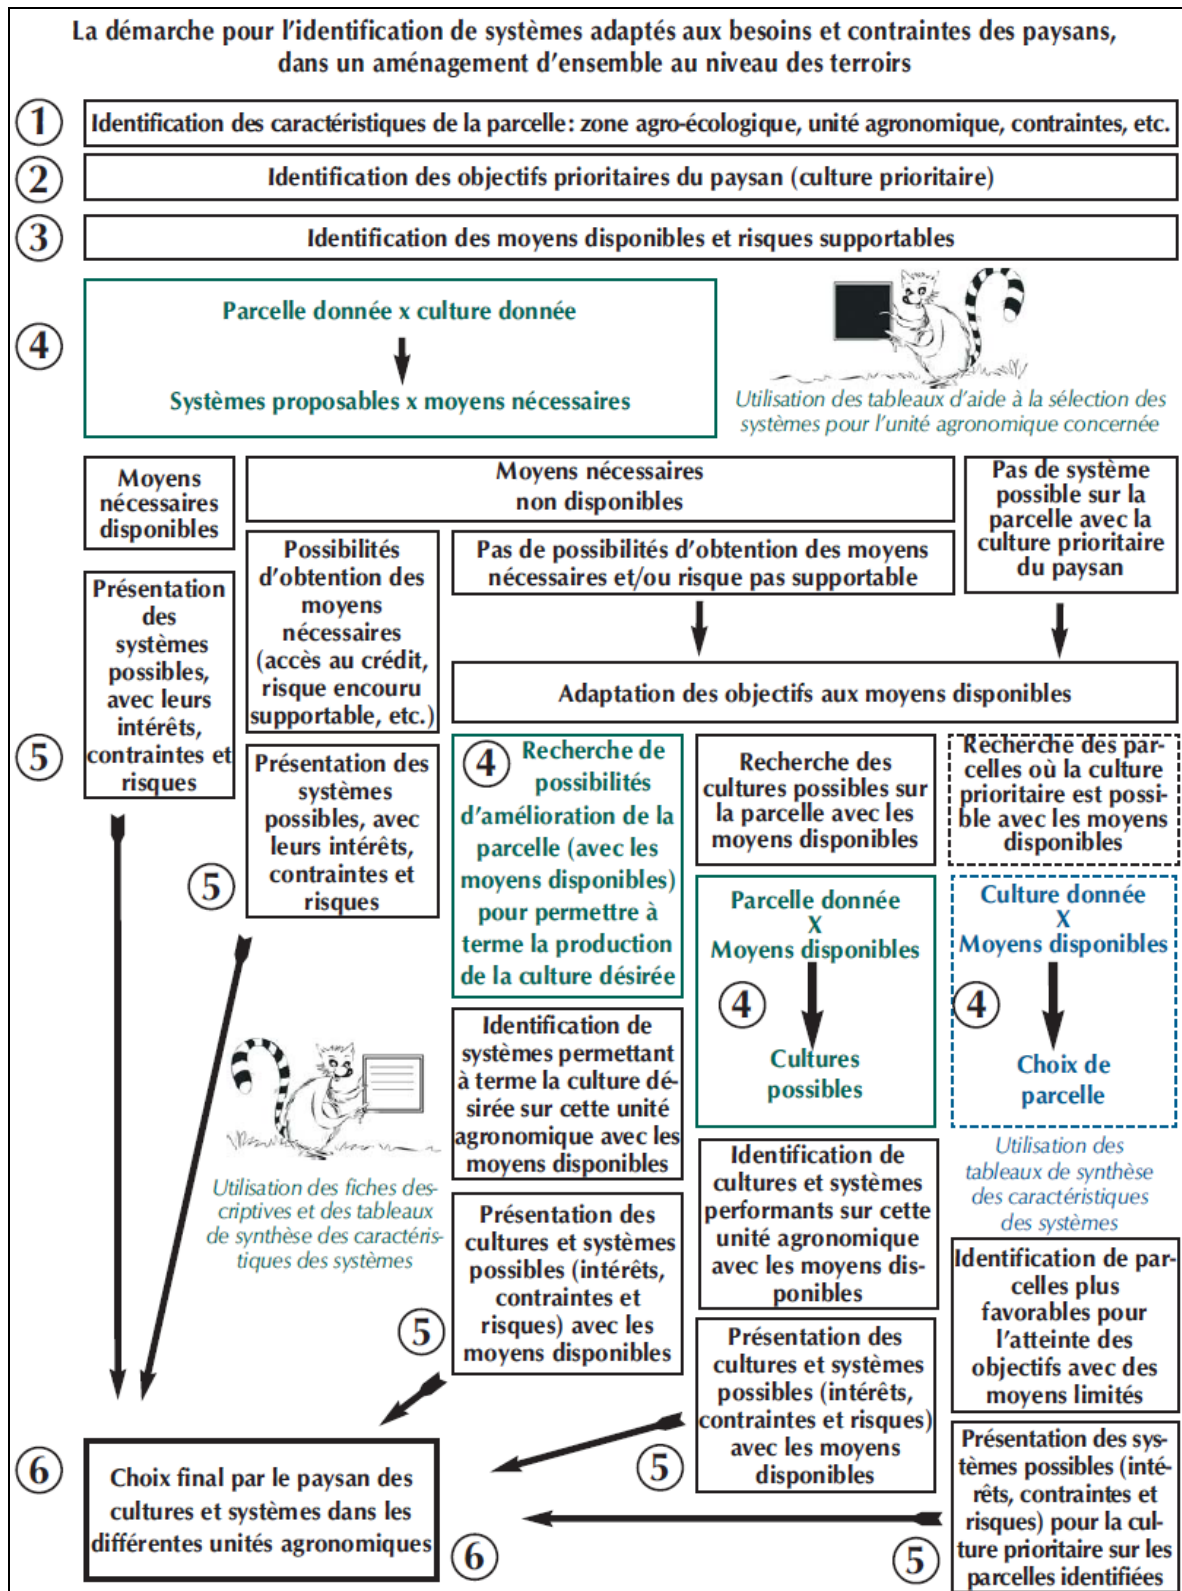 La démarche pour l'identification de systèmes adaptés aux besoins et contraintes des paysans,
dans un aménagement d'ensemble au niveau des terroirs
1
Identification des caractéristiques de la parcelle: zone agro-écologique, unité agronomique, contraintes, etc.
2
Identification des objectifs prioritaires du paysan (culture prioritaire)
3
Identification des moyens disponibles et risques supportables
4
Parcelle donnée x culture donnée
Systèmes proposables x moyens nécessaires
Utilisation des tableaux d'aide à la sélection des
systèmes pour l'unité agronomique concernée
Moyens
nécessaires
disponibles
Moyens nécessaires
non disponibles
Pas de système
possible sur la
parcelle avec la
culture prioritaire
du paysan
Possibilités
d'obtention des
moyens
nécessaires
(accès au crédit,
risque encouru
supportable, etc.)
Pas de possibilités d'obtention des moyens
nécessaires et/ou risque pas supportable
5
Présentation
des
systèmes
possibles,
avec leurs
intérêts,
contraintes et
risques
Adaptation des objectifs aux moyens disponibles
5
Présentation des
systèmes
possibles, avec
leurs intérêts,
contraintes et
risques
4
Recherche de
possibilités
d'amélioration de la
parcelle (avec les
moyens disponibles)
pour permettre à
terme la production
de la culture désirée
Recherche des
cultures possibles sur
la parcelle avec les
moyens disponibles
Recherche des par-
celles où la culture
prioritaire est possi-
ble avec les moyens
disponibles
Parcelle donnée
X
Moyens disponibles
4
Cultures
possibles
Culture donnée
X
Moyens disponibles
4
Choix de
parcelle
Utilisation des
tableaux de synthèse
des caractéristiques
des systèmes
Identification de
systèmes permettant
à terme la culture dé-
sirée sur cette unité
agronomique avec les
moyens disponibles
Utilisation des fiches des-
criptives et des tableaux
de synthèse des caractéris-
tiques des systèmes
Identification de
cultures et systèmes
performants sur cette
unité agronomique
avec les moyens dis-
ponibles
Présentation des
cultures et systèmes
possibles (intérêts,
contraintes et
risques) avec les
moyens disponibles
5
Identification de par-
celles plus
favorables pour
l'atteinte des
objectifs avec des
moyens limités
Présentation des
cultures et systèmes
possibles (intérêts,
contraintes et risques)
avec les moyens
disponibles
5
Présentation des sys-
tèmes possibles (inté-
rêts, contraintes et
risques) pour la cul-
ture prioritaire sur les
parcelles identifiées
5
6
Choix final par le paysan des
cultures et systèmes dans les
différentes unités agronomiques
6